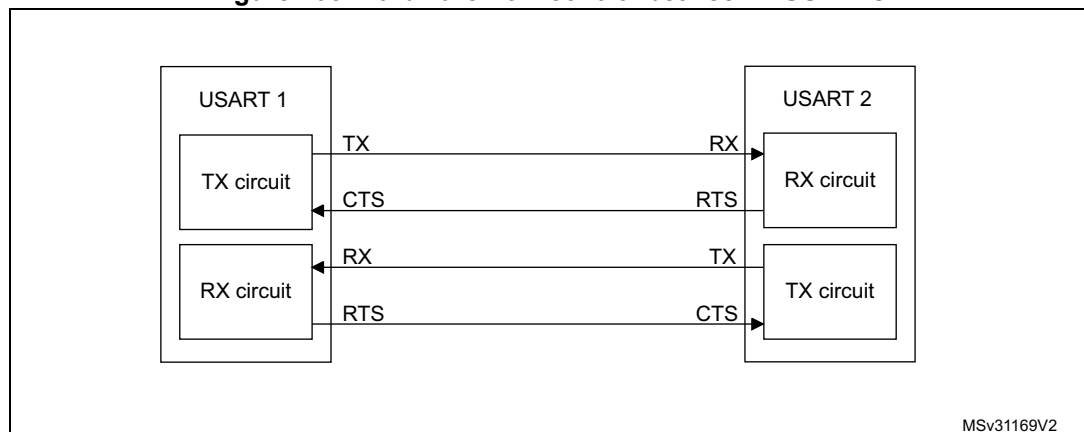 USART 1
USART 2
TX circuit
TX
RX
RX circuit
CTS
RTS
RX circuit
RX
TX
TX circuit
RTS
CTS
MSv31169V2